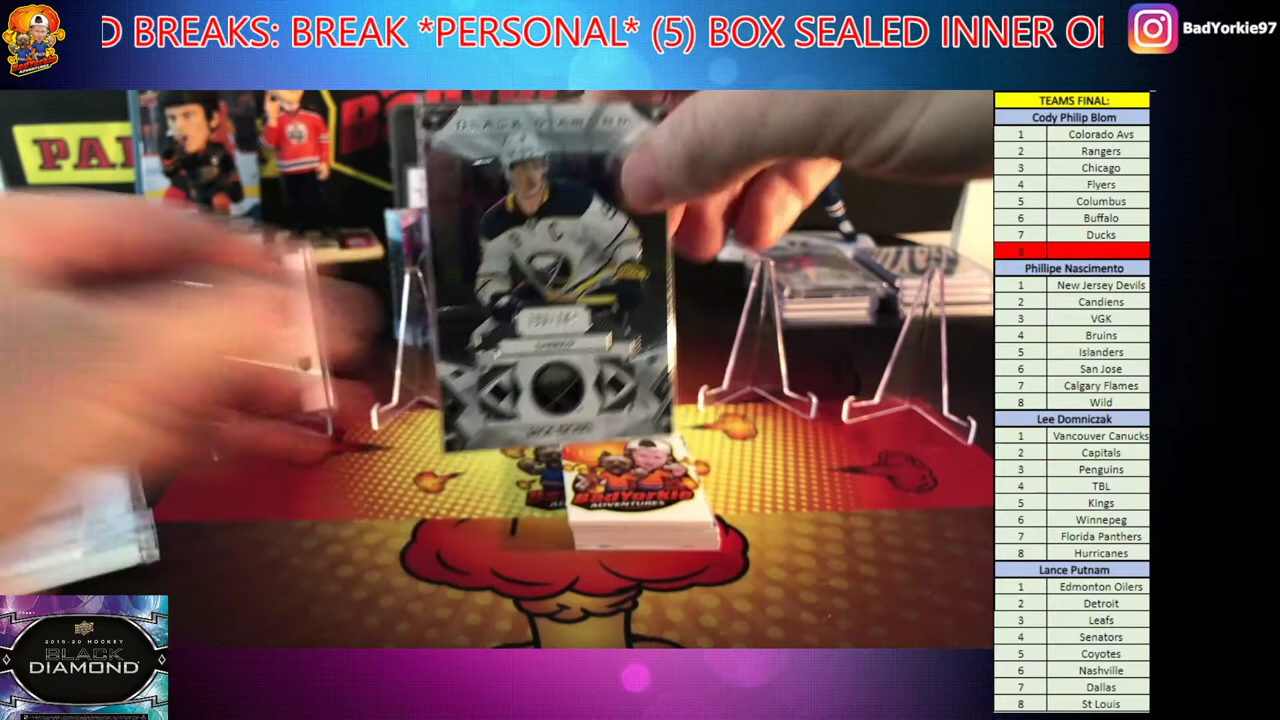 D BREAKS: BREAK *PERSONAL* (5) BOX SEALED INNER
BadYorkie97
PAN
BLACK DIAMOND
BadYorkie
ADVENTURES
2019-20 HOCKEY
BLACK
DIAMOND
TEAMS FINAL:
Cody Philip Blom
1 Colorado Avs
2 Rangers
3 Chicago
4 Flyers
5 Columbus
6 Buffalo
7 Ducks
8
Phillipe Nascimento
1 New Jersey Devils
2 Candiens
3 VGK
4 Bruins
5 Islanders
6 San Jose
7 Calgary Flames
8 Wild
Lee Domniczak
1 Vancouver Canucks
2 Capitals
3 Penguins
4 TBL
5 Kings
6 Winnepeg
7 Florida Panthers
8 Hurricanes
Lance Putnam
1 Edmonton Oilers
2 Detroit
3 Leafs
4 Senators
5 Coyotes
6 Nashville
7 Dallas
8 St Louis